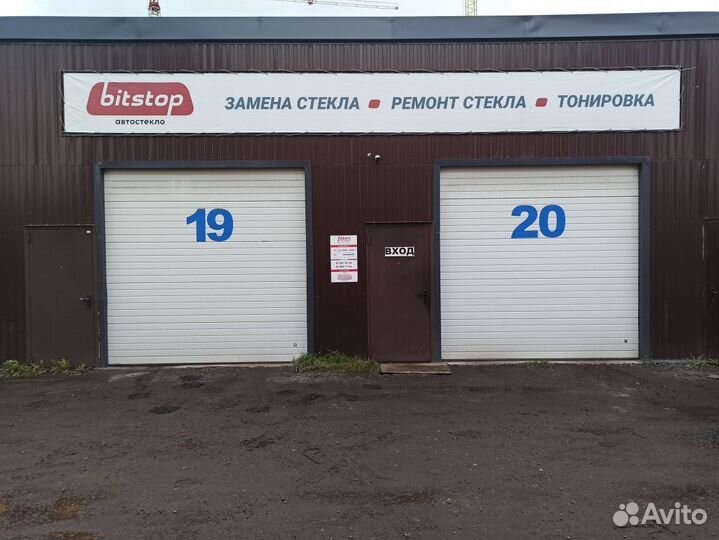 bitstop
автостекло
ЗАМЕНА СТЕКЛА ● РЕМОНТ СТЕКЛА ● ТОНИРОВКА
19
20
ВХОД
Avito